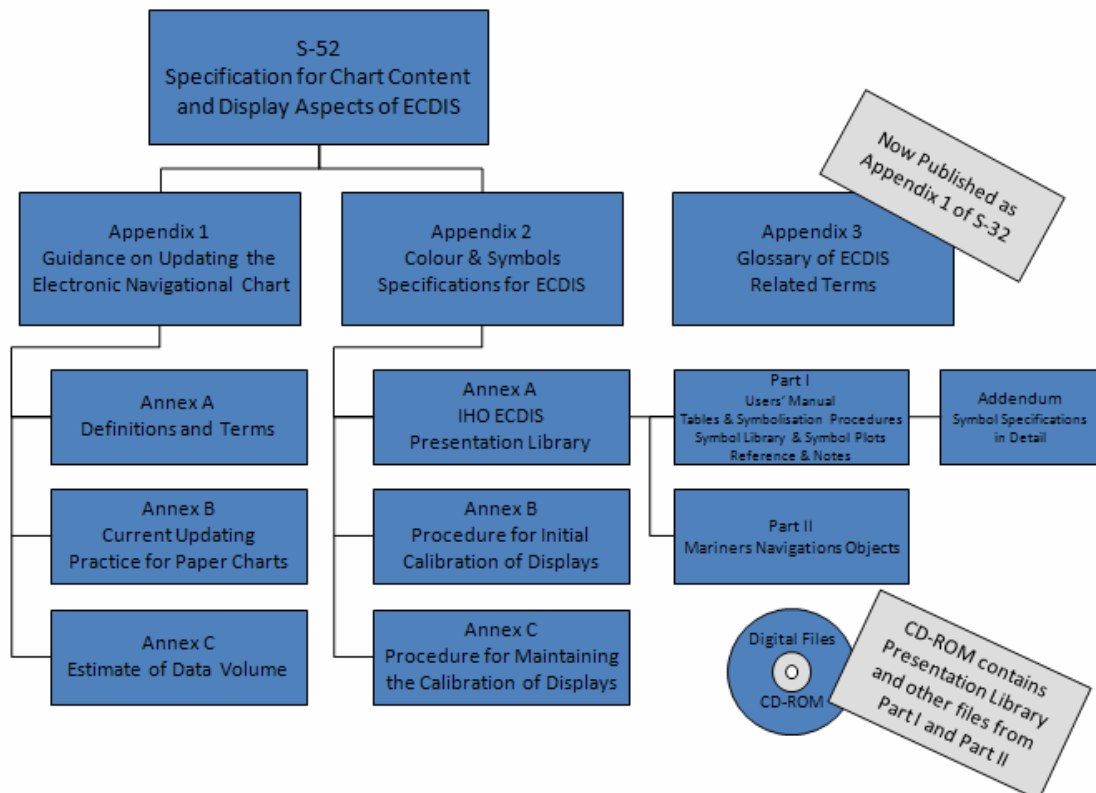 S-52
Specification for Chart Content
and Display Aspects of ECDIS
Now Published as
Appendix 1 of S-32
Appendix 1
Guidance on Updating the
Electronic Navigational Chart
Appendix 2
Colour & Symbols
Specifications for ECDIS
Appendix 3
Glossary of ECDIS
Related Terms
Annex A
Definitions and Terms
Annex A
IHO ECDIS
Presentation Library
Part I
Users' Manual
Tables & Symbolisation Procedures
Symbol Library & Symbol Plots
Reference & Notes
Addendum
Symbol Specifications
in Detail
Annex B
Current Updating
Practice for Paper Charts
Annex B
Procedure for Initial
Calibration of Displays
Part II
Mariners Navigations Objects
Annex C
Estimate of Data Volume
Annex C
Procedure for Maintaining
the Calibration of Displays
Digital Files
CD-ROM
CD-ROM contains
Presentation Library
and other files from
Part I and Part II